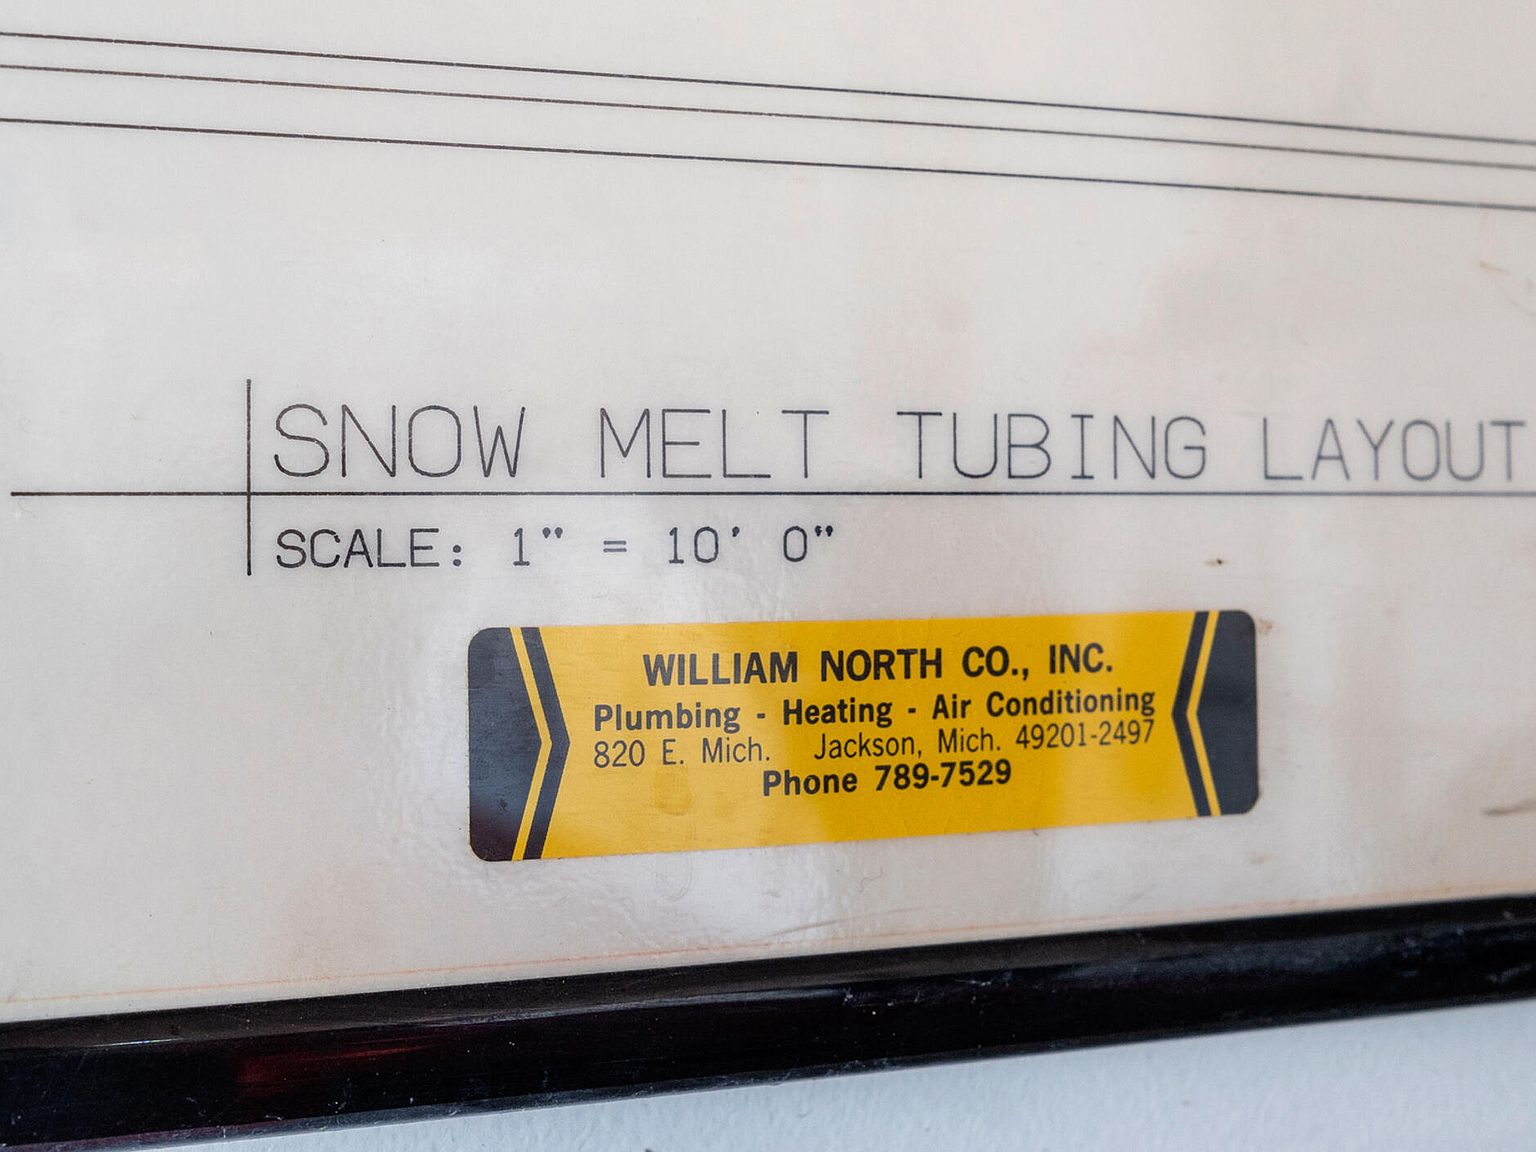 SNOW MELT TUBING LAYOUT
SCALE: 1" = 10' 0"
WILLIAM NORTH CO., INC.
Plumbing - Heating - Air Conditioning
820 E. Mich. Jackson, Mich. 49201-2497
Phone 789-7529